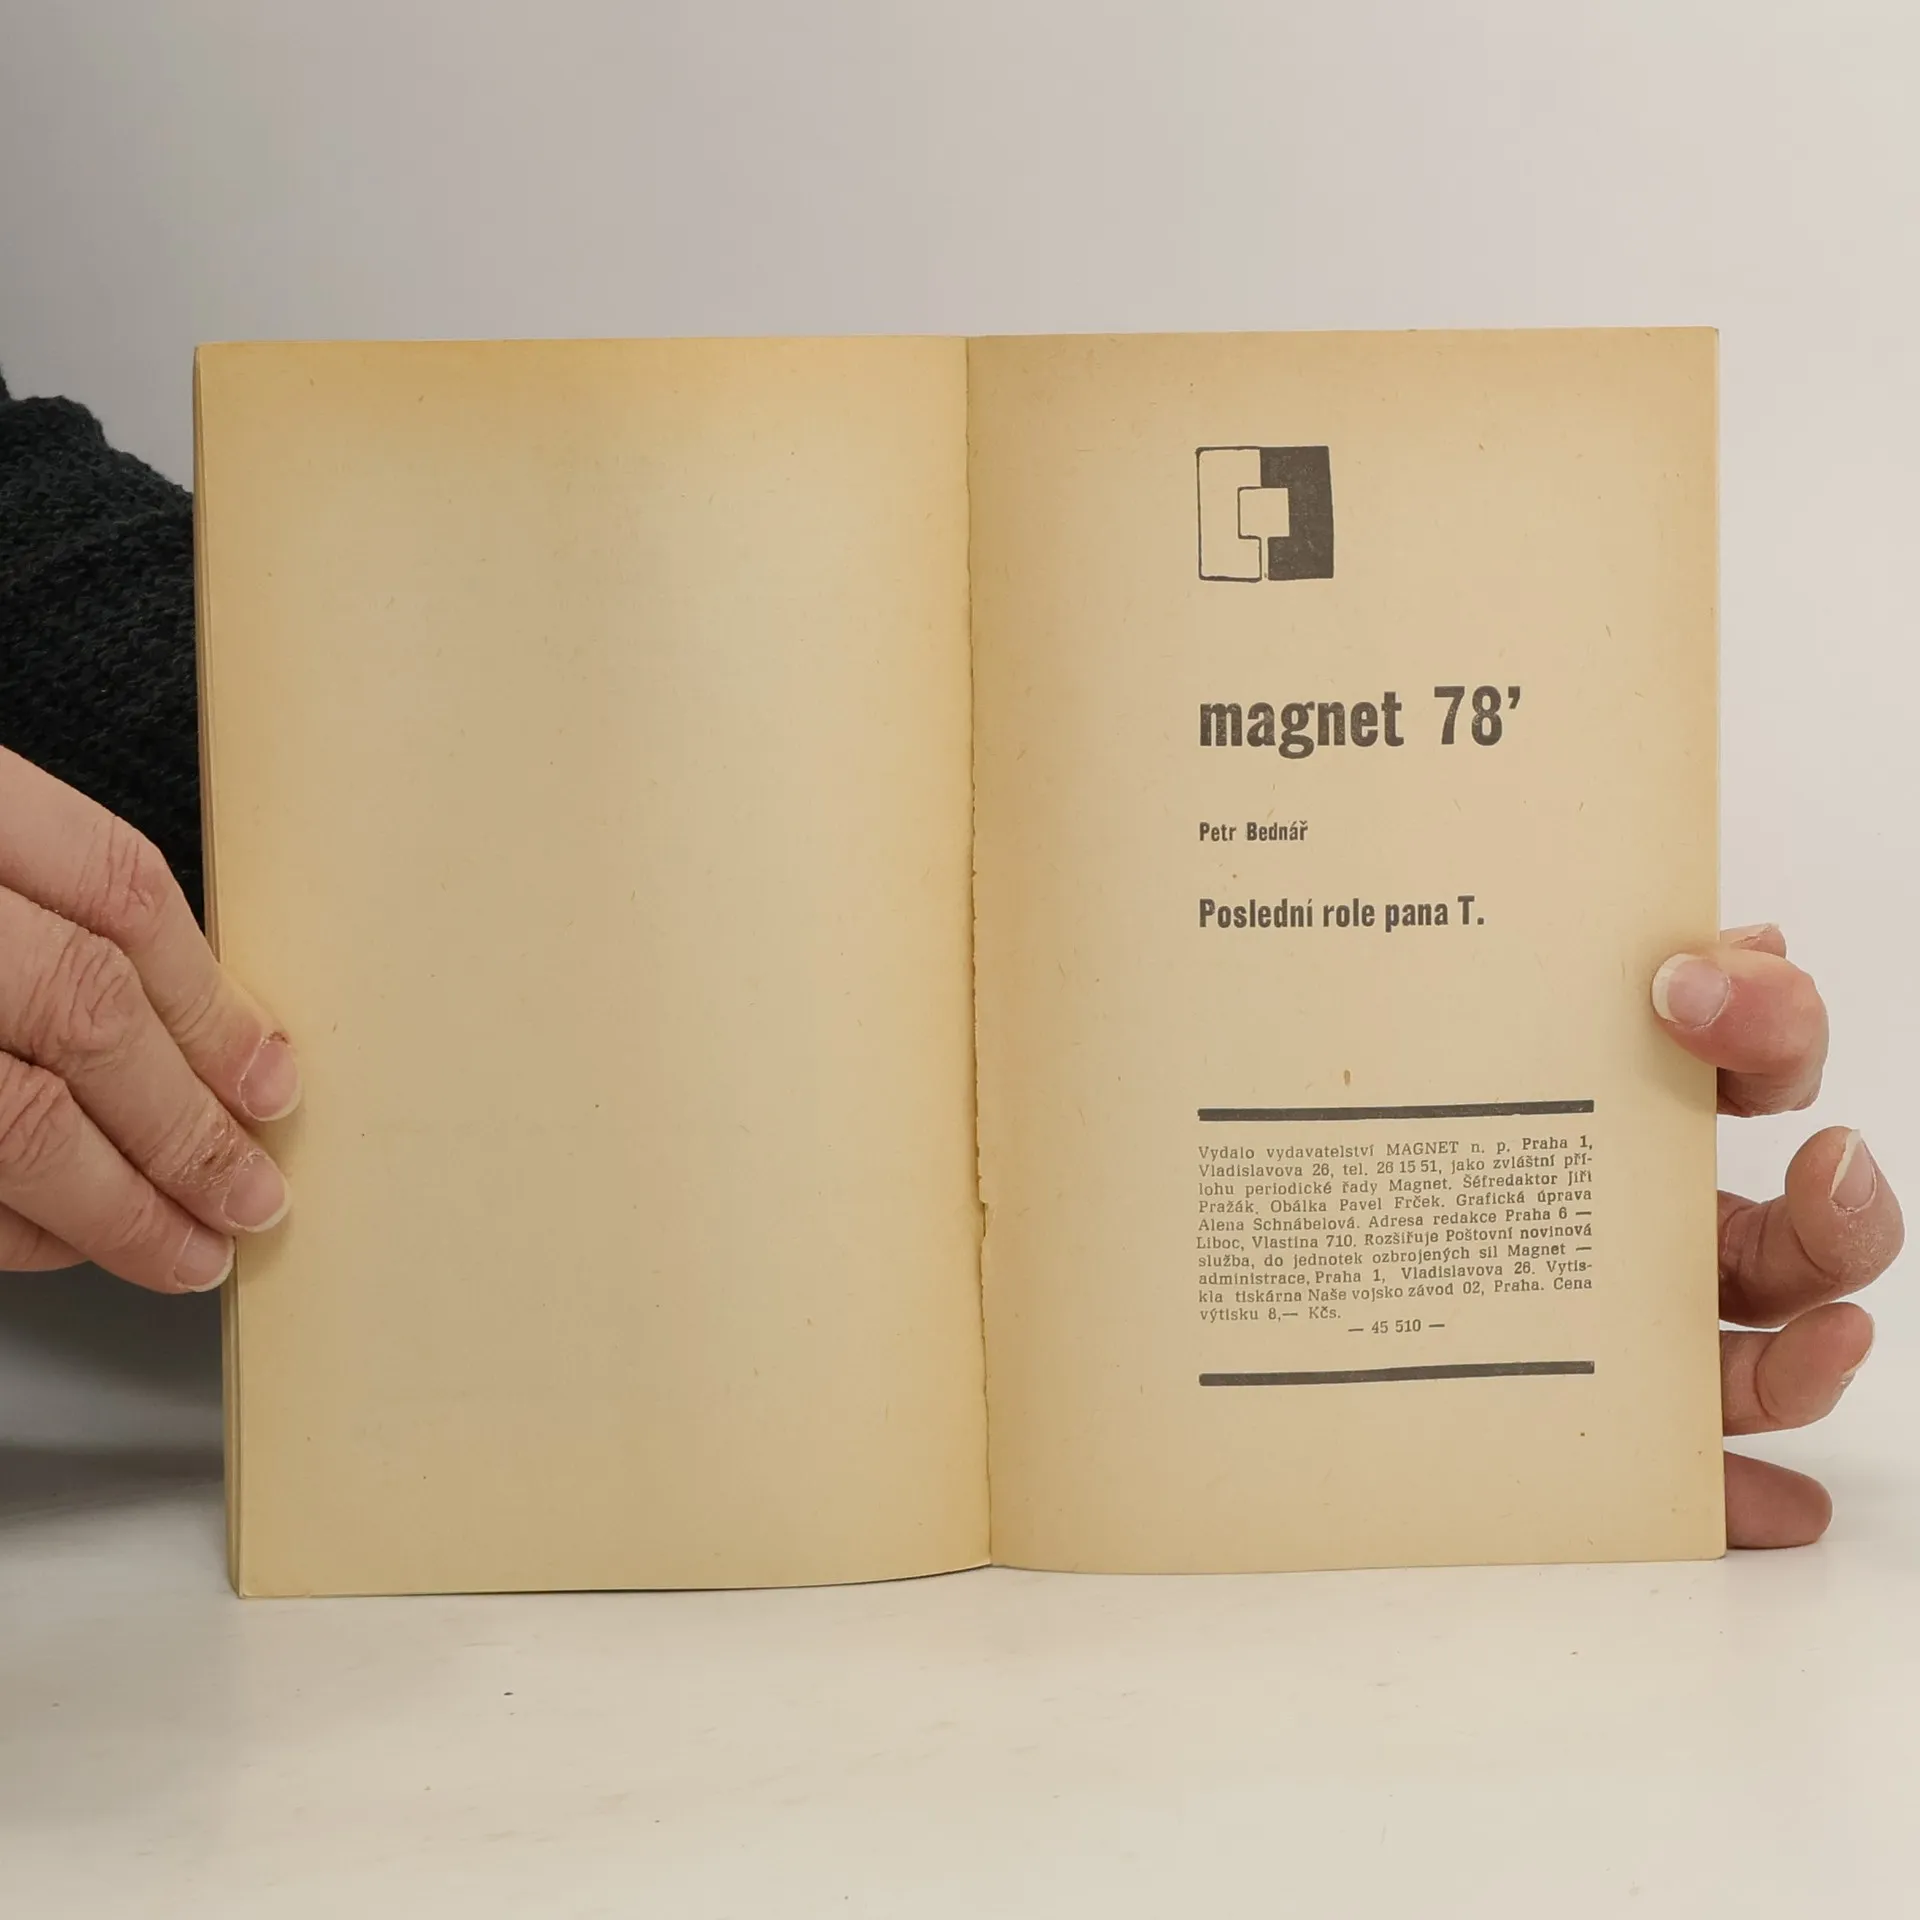 magnet 78’
Petr Bednář
Poslední role pana T.
Vydalo vydavatelství MAGNET n. p. Praha 1,
Vladislavova 26, tel. 26 15 51, jako zvláštní pří-
lohu periodické řady Magnet. Šéfredaktor Jiří
Pražák. Obálka Pavel Frček. Grafická úprava
Alena Schnábelová. Adresa redakce Praha 6 —
Liboc, Vlastina 710. Rozšiřuje Poštovní novinová
služba, do jednotek ozbrojených sil Magnet —
administrace, Praha 1, Vladislavova 26. Vytis-
kla tiskárna Naše vojsko závod 02, Praha. Cena
výtisku 8,— Kčs.
— 45 510 —